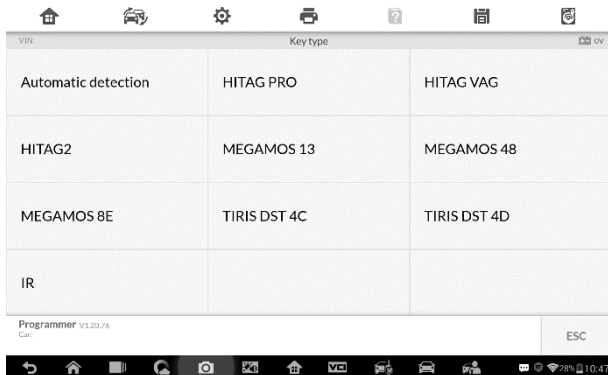 VIN:
Key type
0V
Automatic detection
HITAG PRO
HITAG VAG
HITAG2
MEGAMOS 13
MEGAMOS 48
MEGAMOS 8E
TIRIS DST 4C
TIRIS DST 4D
IR
Programmer V1.20.76
Car:
ESC
VCI
28% 10:47